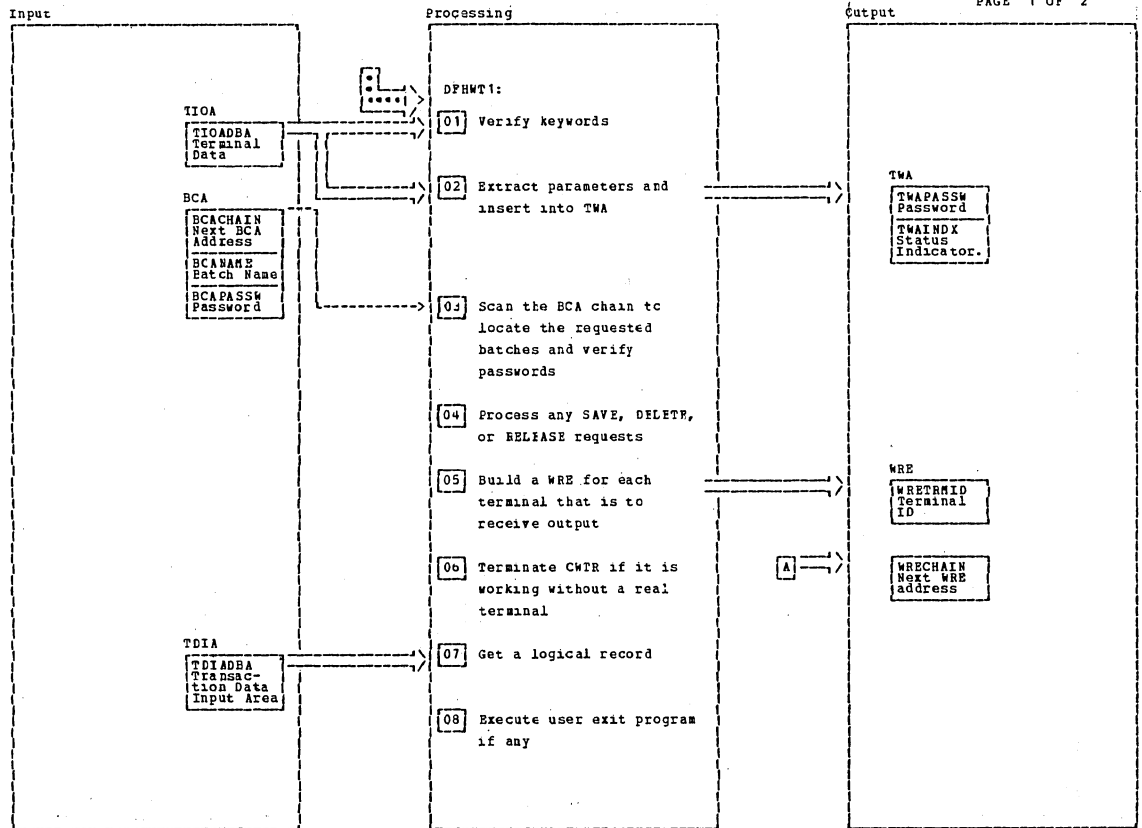 PAGE 1 OF 2
Input
Processing
Output
DFHWT1:
TIOA
TIOADBA
Terminal
Data
01 Verify keywords
02 Extract parameters and
insert into TWA
TWA
TWAPASSW
Password
TWAINDX
Status
Indicator.
BCA
BCACHAIN
Next BCA
Address
BCANAME
Batch Name
BCAPASSW
Password
03 Scan the BCA chain to
locate the requested
batches and verify
passwords
04 Process any SAVE, DELETE,
or RELEASE requests
05 Build a WRE for each
terminal that is to
receive output
WRE
WRETRMID
Terminal
ID
06 Terminate CWTR if it is
working without a real
terminal
A
WRECHAIN
Next WRE
address
TDIA
TDIADBA
Transac-
tion Data
Input Area
07 Get a logical record
08 Execute user exit program
if any